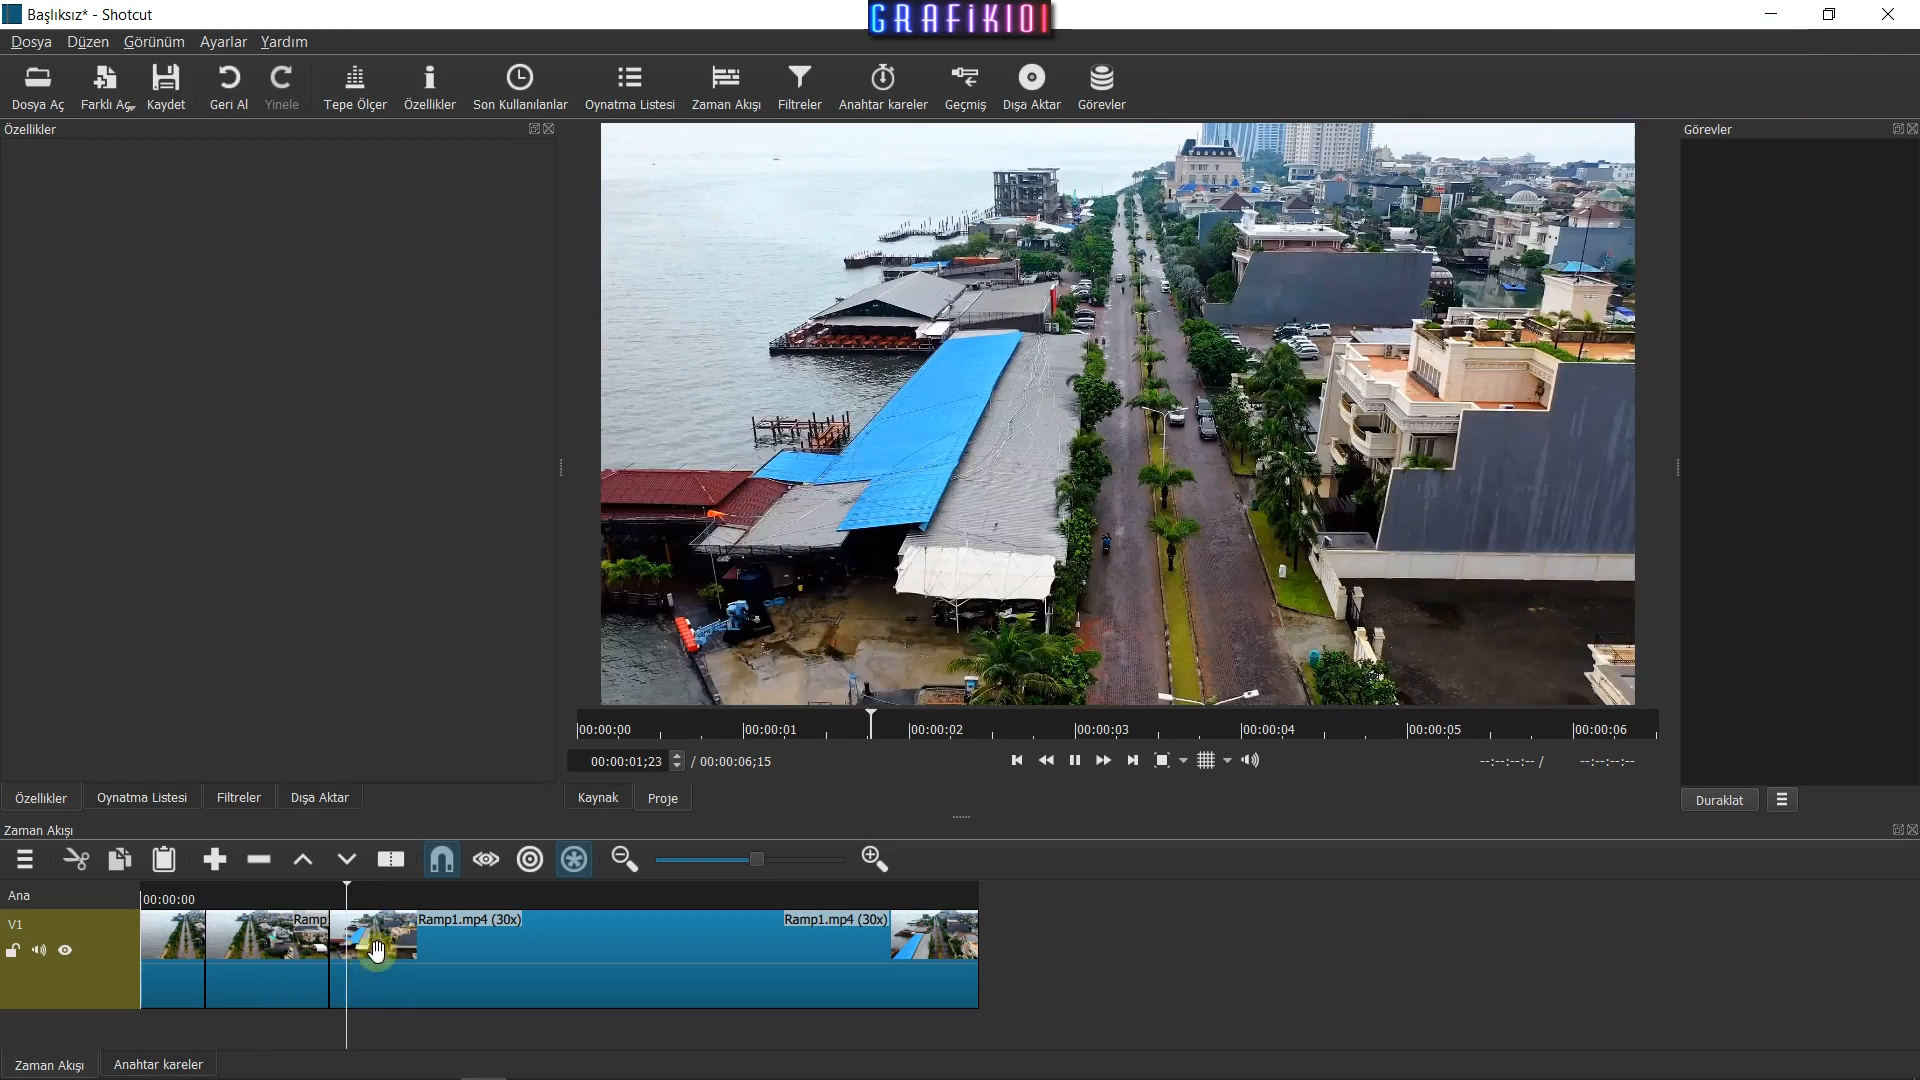 Başlıksız* - Shotcut
GRAFiK101
Dosya Düzen Görünüm Ayarlar Yardım
Dosya Aç Farklı Aç Kaydet Geri Al Yinele Tepe Ölçer Özellikler Son Kullanılanlar Oynatma Listesi Zaman Akışı Filtreler Anahtar kareler Geçmiş Dışa Aktar Görevler
Özellikler
Görevler
00:00:00 00:00:01 00:00:02 00:00:03 00:00:04 00:00:05 00:00:06
00:00:01;23 / 00:00:06;15
--:--:--:-- / --:--:--:--
Özellikler Oynatma Listesi Filtreler Dışa Aktar
Kaynak Proje
Duraklat
Zaman Akışı
Ana
00:00:00
V1
Ramp Ramp1.mp4 (30x) Ramp1.mp4 (30x)
Zaman Akışı Anahtar kareler